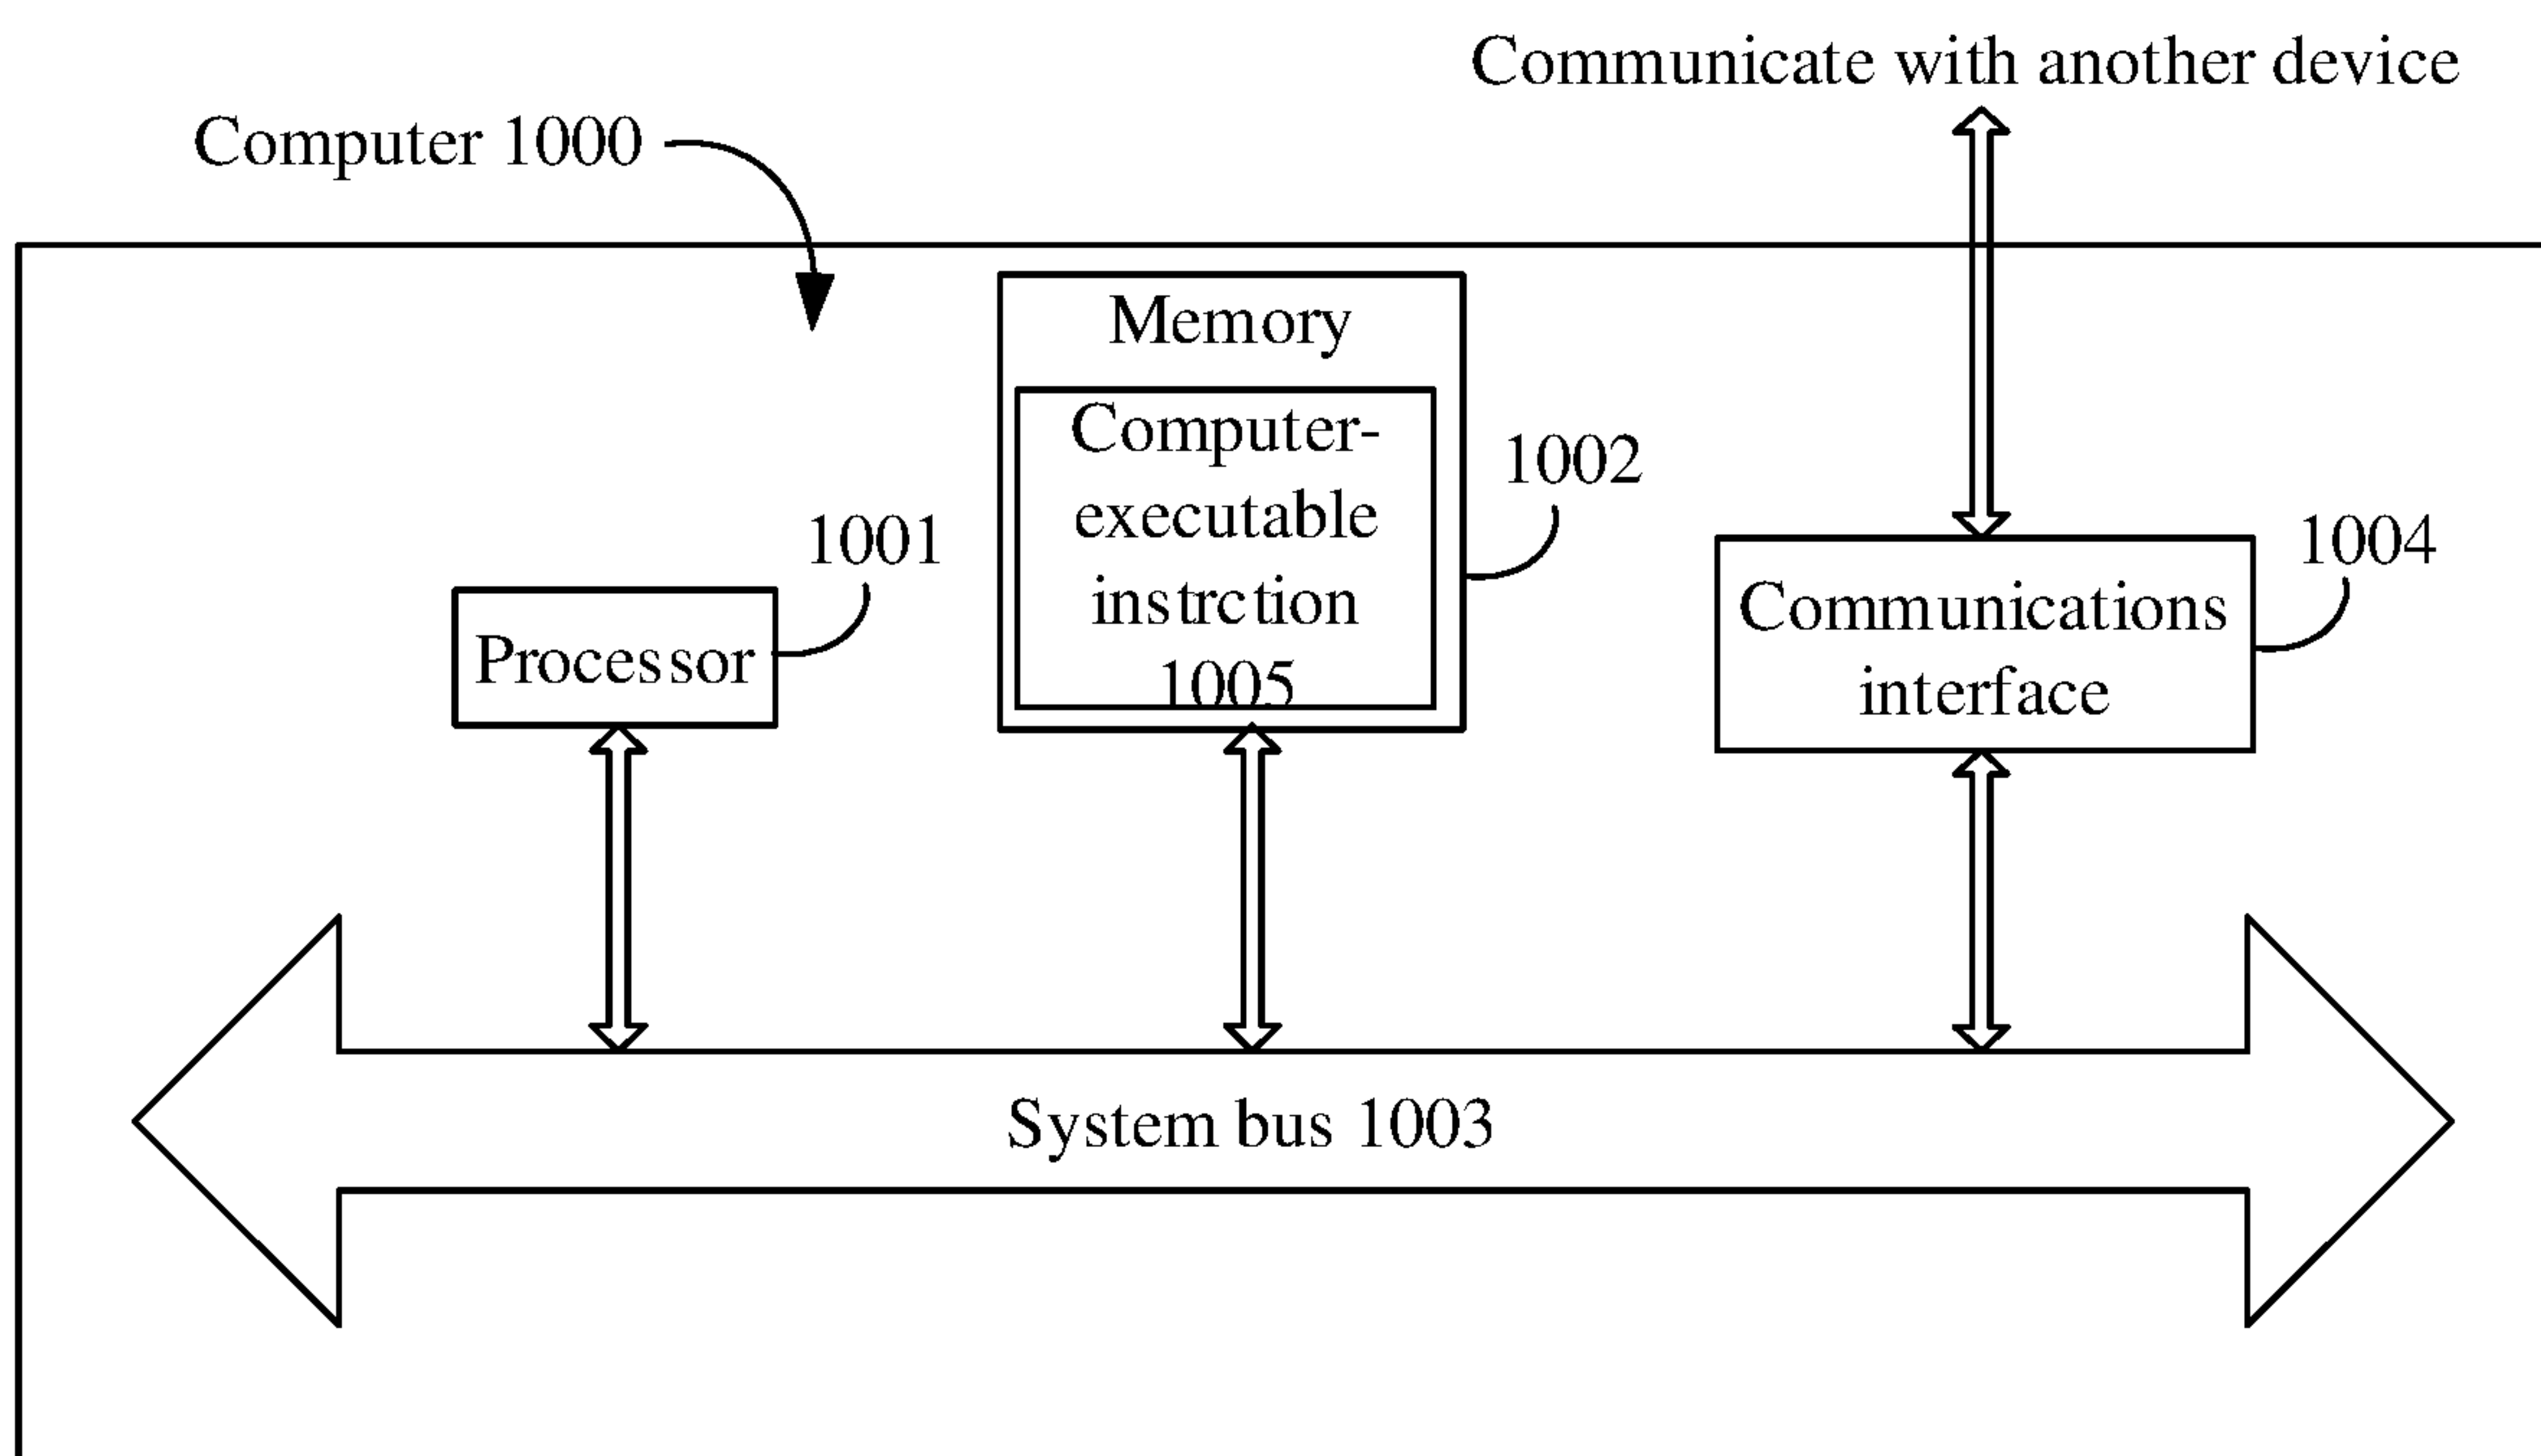 Communicate with another device
Computer 1000
Memory
Computer-
executable
instrction
1005
1002
1001
Processor
1004
Communications
interface
System bus 1003